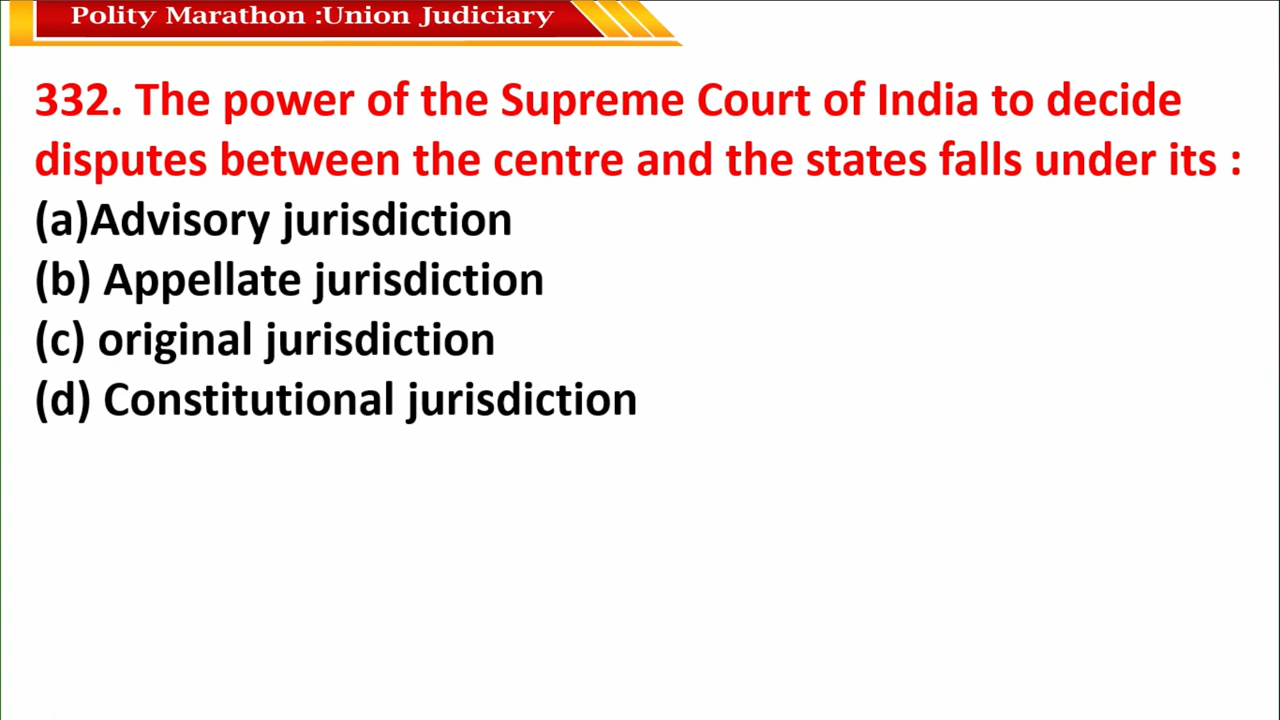 Polity Marathon :Union Judiciary
332. The power of the Supreme Court of India to decide
disputes between the centre and the states falls under its :
(a)Advisory jurisdiction
(b) Appellate jurisdiction
(c) original jurisdiction
(d) Constitutional jurisdiction